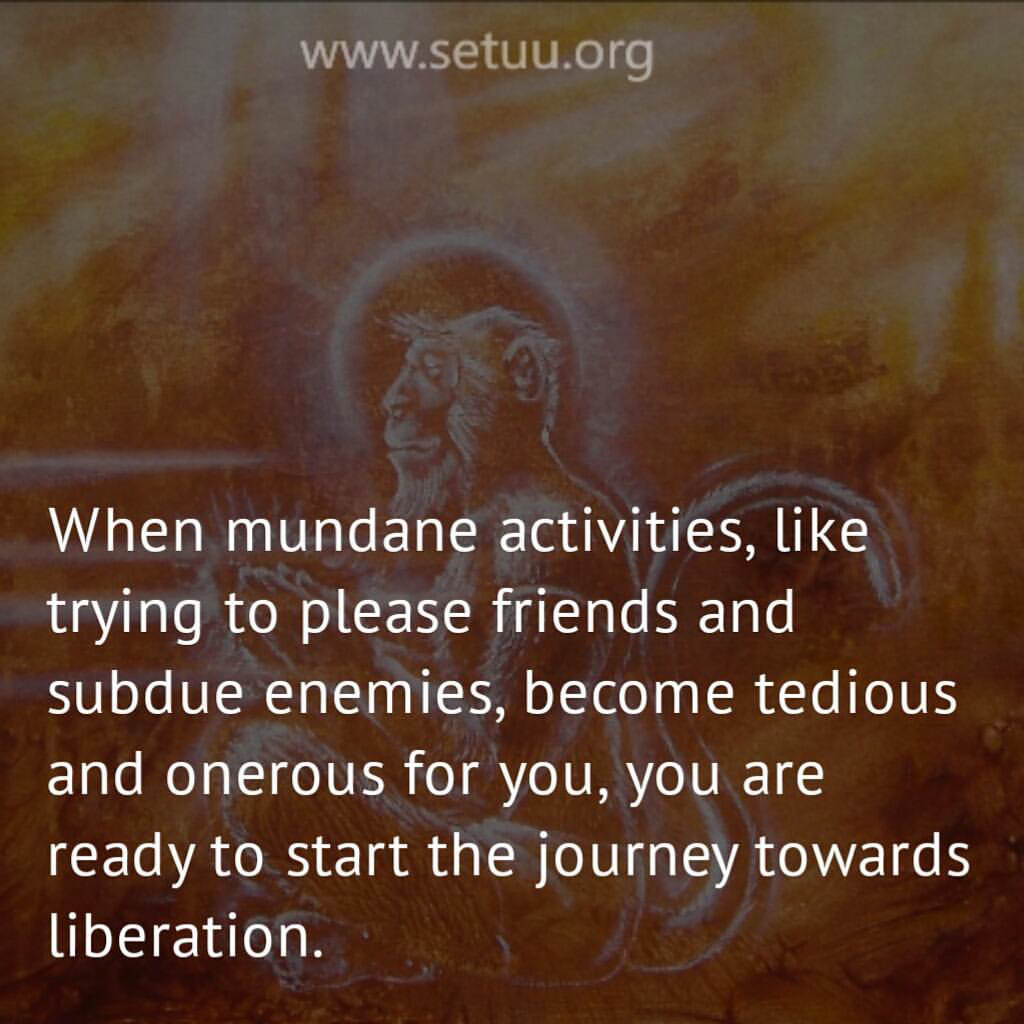 www.setuu.org
When mundane activities, like
trying to please friends and
subdue enemies, become tedious
and onerous for you, you are
ready to start the journey towards
liberation.